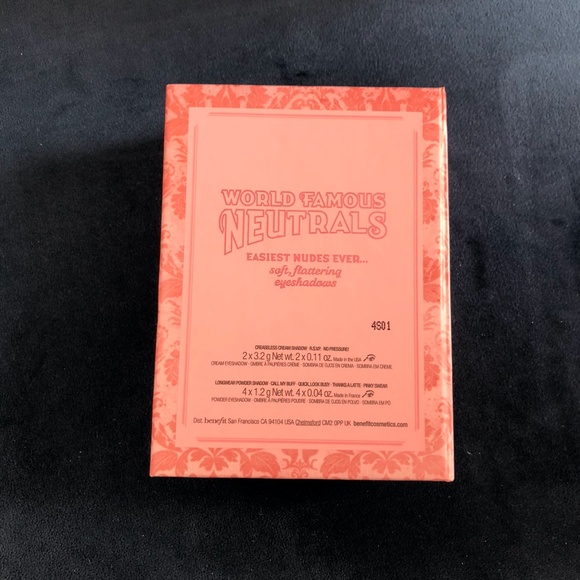 WORLD FAMOUS
NEUTRALS
EASIEST NUDES EVER...
soft, flattering
eyeshadows
4S01
CREASELESS CREAM SHADOW · R.S.V.P. · NO PRESSURE!
2 x 3.2 g Net wt. 2 x 0.11 oz. Made in the USA
CREAM EYESHADOW · OMBRE À PAUPIÈRES CRÈME · SOMBRA DE OJOS EN CREMA · SOMBRA EM CREME
LONGWEAR POWDER SHADOW · CALL MY BUFF · QUICK, LOOK BUSY · THANKS A LATTE · PINKY SWEAR
4 x 1.2 g Net wt. 4 x 0.04 oz. Made in France
POWDER EYESHADOW · OMBRE À PAUPIÈRES POUDRE · SOMBRA DE OJOS EN POLVO · SOMBRA EM PÓ
Dist. benefit San Francisco CA 94104 USA Chelmsford CM2 0PP UK benefitcosmetics.com